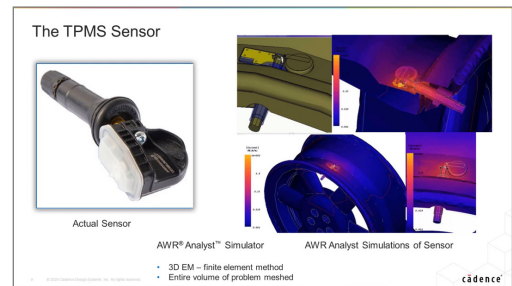 The TPMS Sensor
Actual Sensor
AWR® Analyst™ Simulator
AWR Analyst Simulations of Sensor
• 3D EM – finite element method
• Entire volume of problem meshed
cādence